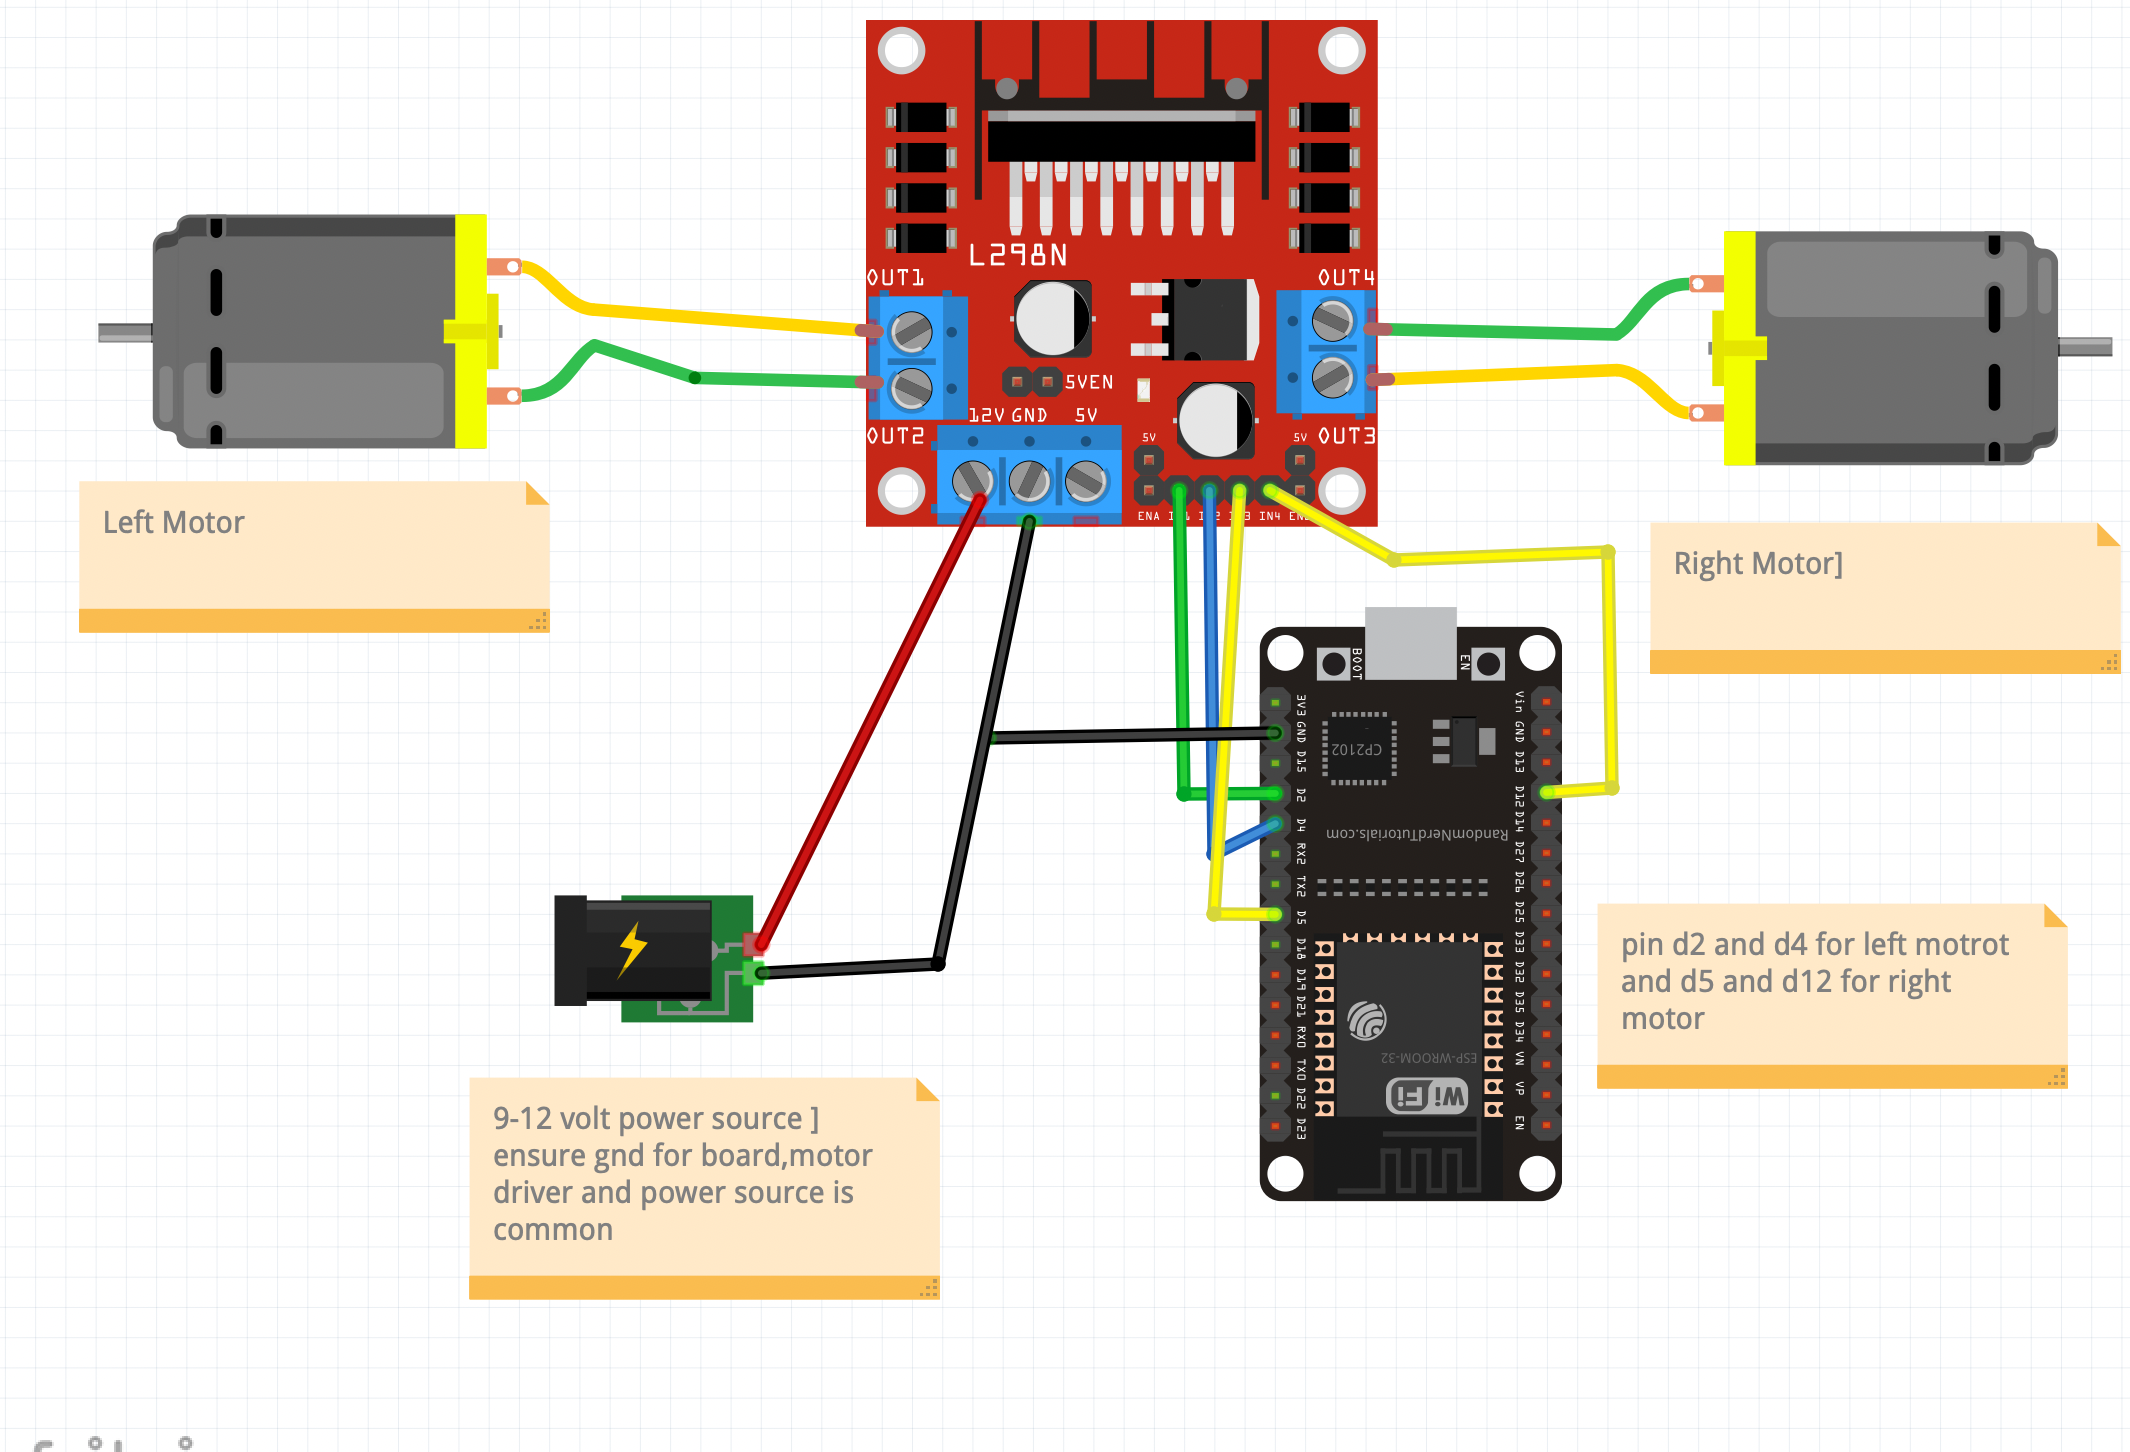 L298N
OUT1
OUT4
5VEN
12V GND 5V
OUT2
5V
5V
OUT3
ENA
IN4
Left Motor
Right Motor]
BOOT
EN
3V3
GND
D15
D2
D4
RX2
TX2
D5
D18
D19
D21
RX0
TX0
D22
D23
Vin
GND
D13
D12
D14
D27
D26
D25
D33
D32
D35
D34
VN
VP
EN
CP2102
RandomNerdTutorials.com
ESP-WROOM-32
WiFi
pin d2 and d4 for left motrot
and d5 and d12 for right
motor
9-12 volt power source ]
ensure gnd for board,motor
driver and power source is
common